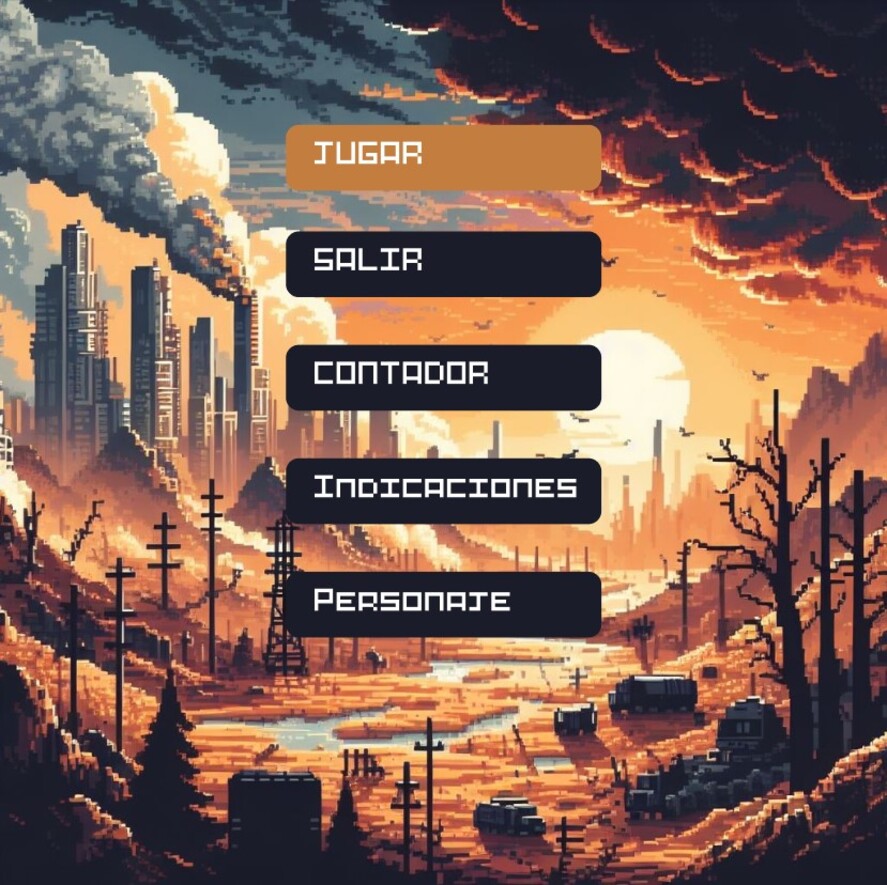 JUGAR
SALIR
CONTADOR
INDICACIONES
PERSONAJE